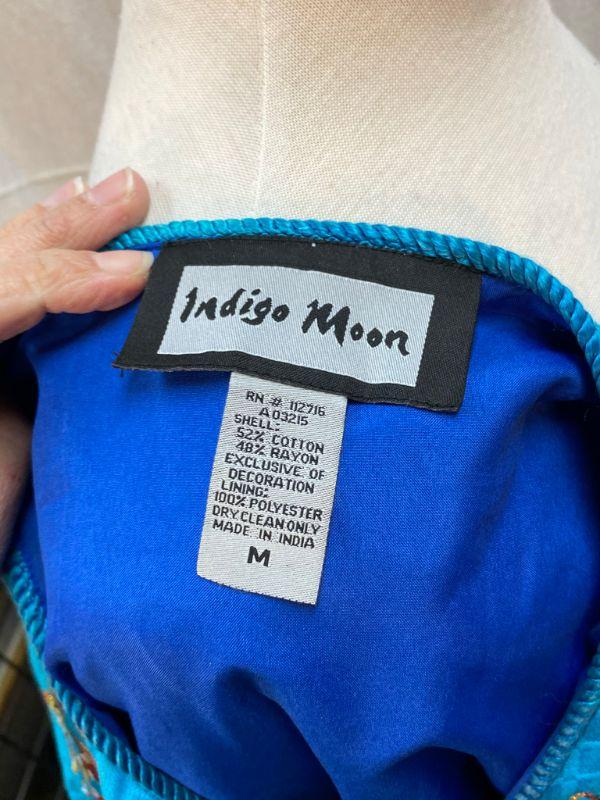 Indigo Moon
RN # 112716
A 03215
SHELL:
52% COTTON
48% RAYON
EXCLUSIVE OF
DECORATION
LINING:
100% POLYESTER
DRY CLEAN ONLY
MADE IN INDIA
M